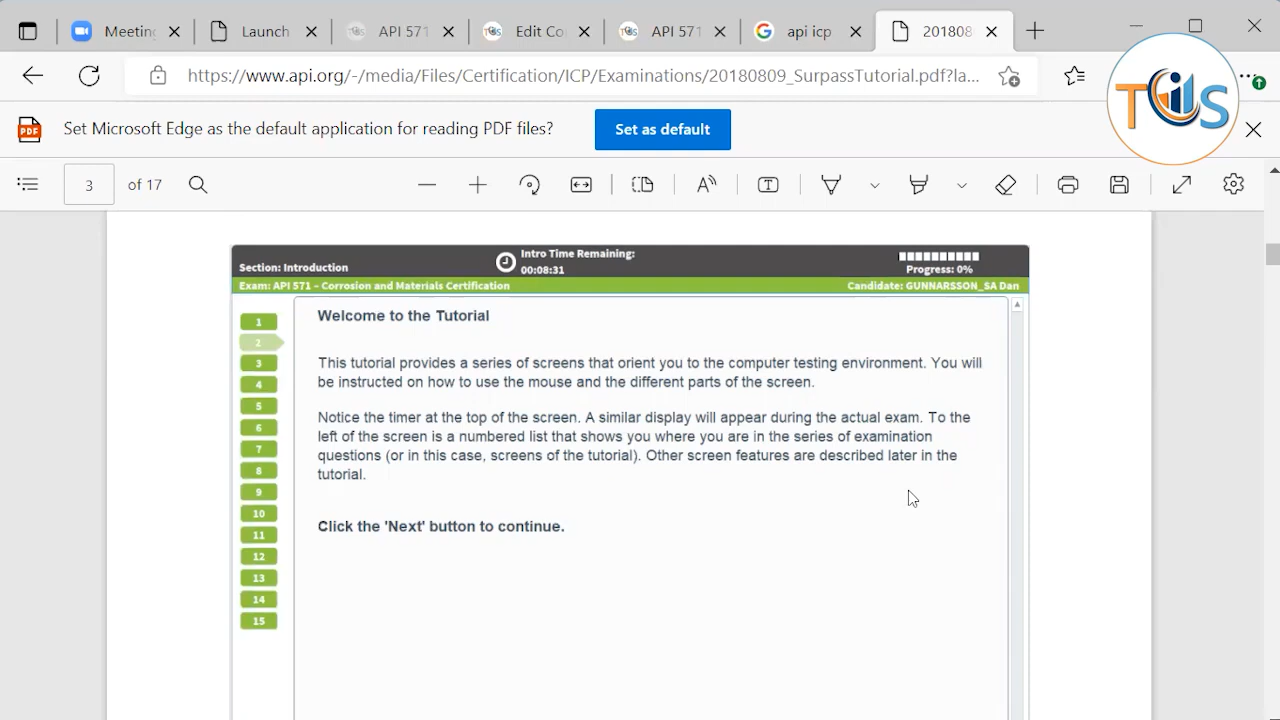 Meeting
Launch
API 571
Edit Co
API 571
api icp
201808
https://www.api.org/-/media/Files/Certification/ICP/Examinations/20180809_SurpassTutorial.pdf?la...
TCILS
PDF
Set Microsoft Edge as the default application for reading PDF files?
Set as default
3 of 17
Section: Introduction
Intro Time Remaining:
00:08:31
Progress: 0%
Exam: API 571 – Corrosion and Materials Certification
Candidate: GUNNARSSON_SA Dan
1
2
3
4
5
6
7
8
9
10
11
12
13
14
15
Welcome to the Tutorial
This tutorial provides a series of screens that orient you to the computer testing environment. You will
be instructed on how to use the mouse and the different parts of the screen.
Notice the timer at the top of the screen. A similar display will appear during the actual exam. To the
left of the screen is a numbered list that shows you where you are in the series of examination
questions (or in this case, screens of the tutorial). Other screen features are described later in the
tutorial.
Click the 'Next' button to continue.